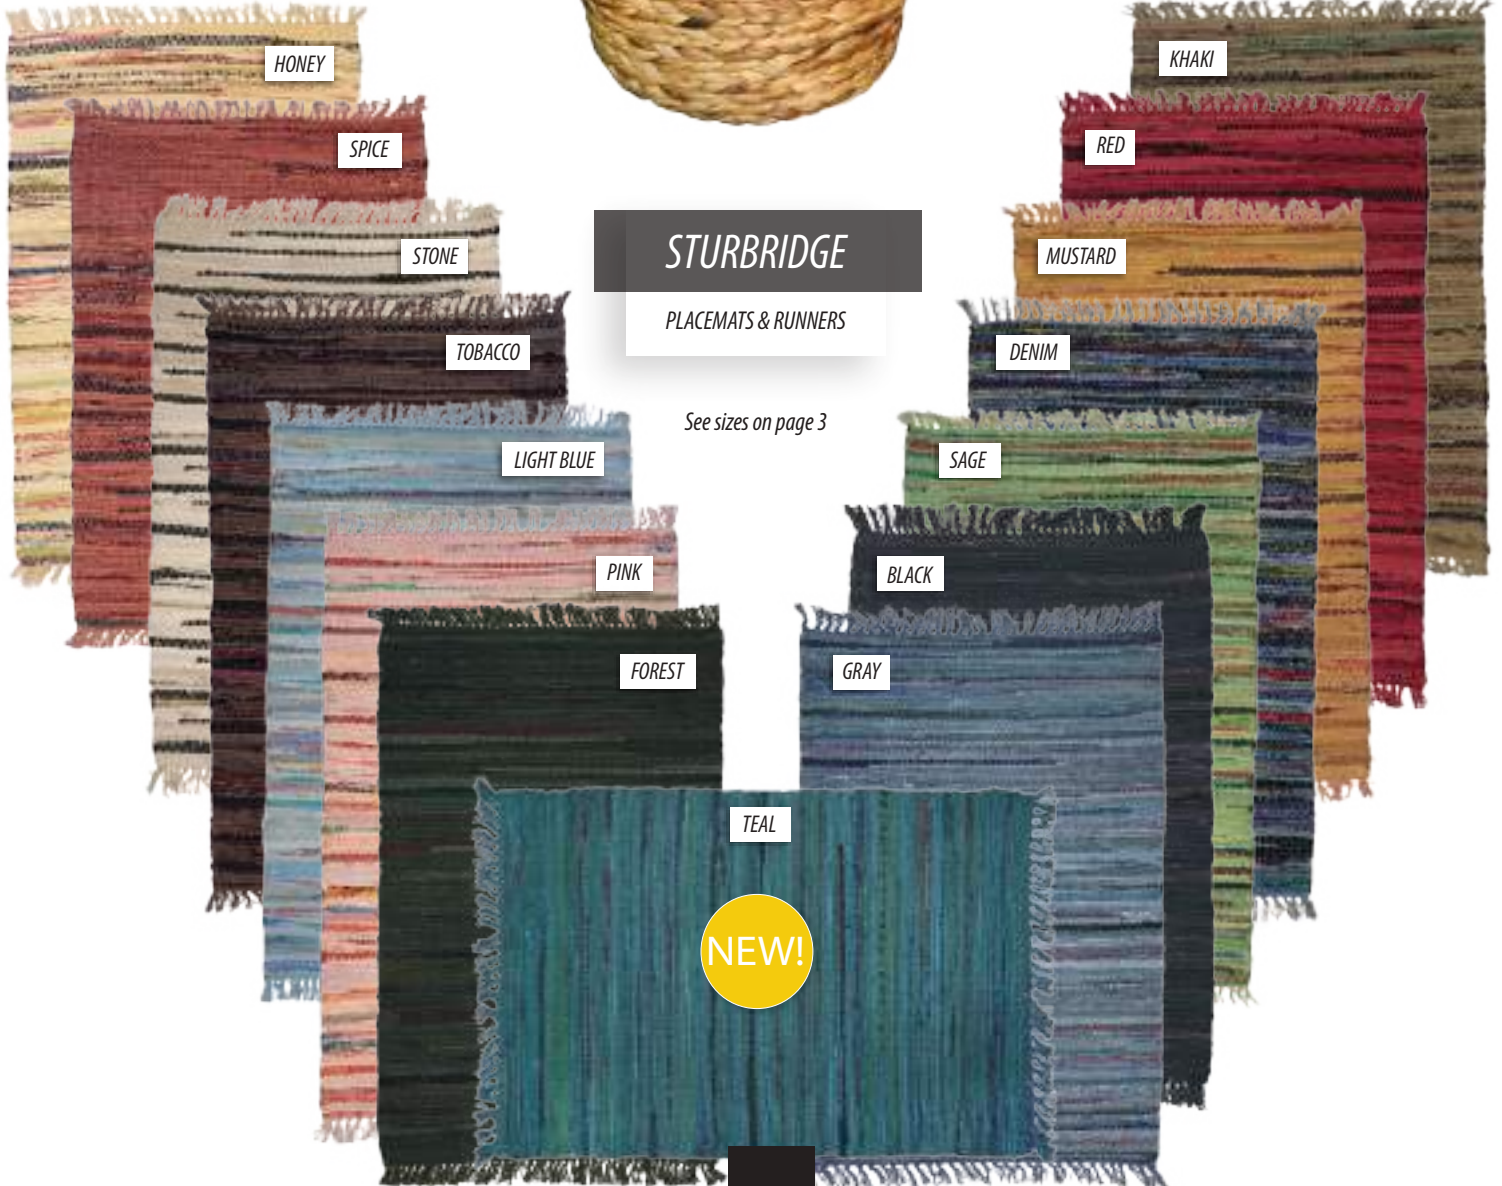 HONEY
KHAKI
SPICE
RED
STONE
STURBRIDGE
MUSTARD
PLACEMATS & RUNNERS
TOBACCO
DENIM
See sizes on page 3
LIGHT BLUE
SAGE
PINK
BLACK
FOREST
GRAY
TEAL
NEW!